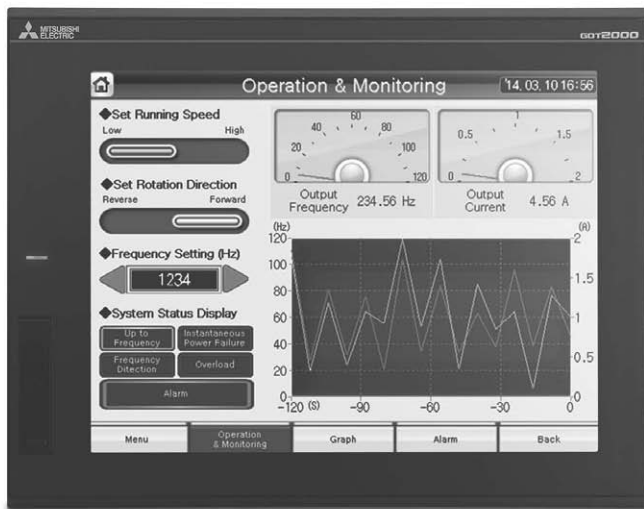 MITSUBISHI
ELECTRIC
GOT2000
Operation & Monitoring
'14. 03. 10 16:56
◆Set Running Speed
Low High
◆Set Rotation Direction
Reverse Forward
◆Frequency Setting (Hz)
1234
◆System Status Display
Up to
Frequency
Instantaneous
Power Failure
Frequency
Ditection
Overload
Alarm
0 20 40 60 80 100 120
Output
Frequency 234.56 Hz
0 0.5 1 1.5 2
Output
Current 4.56 A
(Hz) (A)
120 2
100
80 1.5
60 1
40
20 0.5
0 0
-120 (S) -90 -60 -30 0
Menu
Operation
& Monitoring
Graph
Alarm
Back